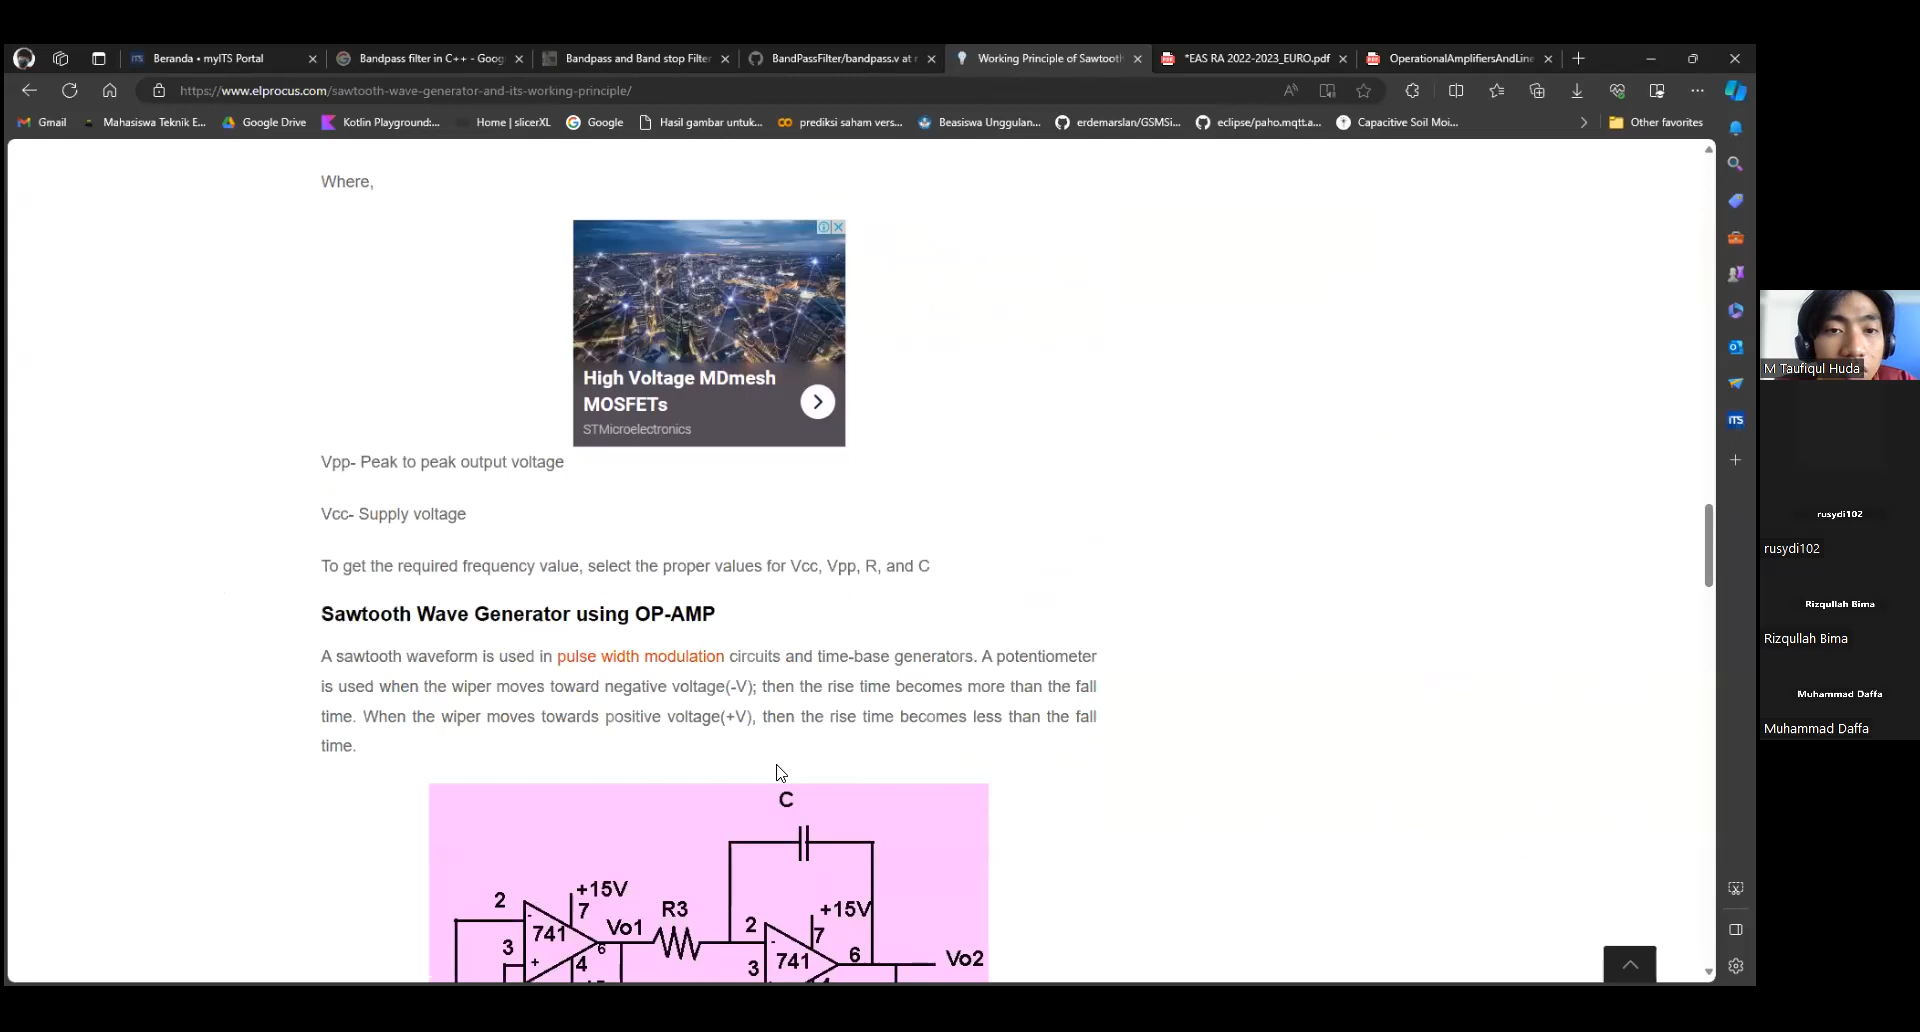 Beranda • myITS Portal
Bandpass filter in C++ - Goog
Bandpass and Band stop Filter
BandPassFilter/bandpass.v at r
Working Principle of Sawtooth
*EAS RA 2022-2023_EURO.pdf
OperationalAmplifiersAndLine
https://www.elprocus.com/sawtooth-wave-generator-and-its-working-principle/
Gmail
Mahasiswa Teknik E...
Google Drive
Kotlin Playground:...
Home | slicerXL
Google
Hasil gambar untuk...
prediksi saham vers...
Beasiswa Unggulan...
erdemarslan/GSMSi...
eclipse/paho.mqtt.a...
Capacitive Soil Moi...
Other favorites
Where,
High Voltage MDmesh
MOSFETs
STMicroelectronics
Vpp- Peak to peak output voltage
Vcc- Supply voltage
To get the required frequency value, select the proper values for Vcc, Vpp, R, and C
Sawtooth Wave Generator using OP-AMP
A sawtooth waveform is used in pulse width modulation circuits and time-base generators. A potentiometer
is used when the wiper moves toward negative voltage(-V); then the rise time becomes more than the fall
time. When the wiper moves towards positive voltage(+V), then the rise time becomes less than the fall
time.
C
2
+15V
7
741
3
6
4
Vo1
R3
2
+15V
7
741
3
6
Vo2
ITS
M Taufiqul Huda
rusydi102
rusydi102
Rizqullah Bima
Rizqullah Bima
Muhammad Daffa
Muhammad Daffa